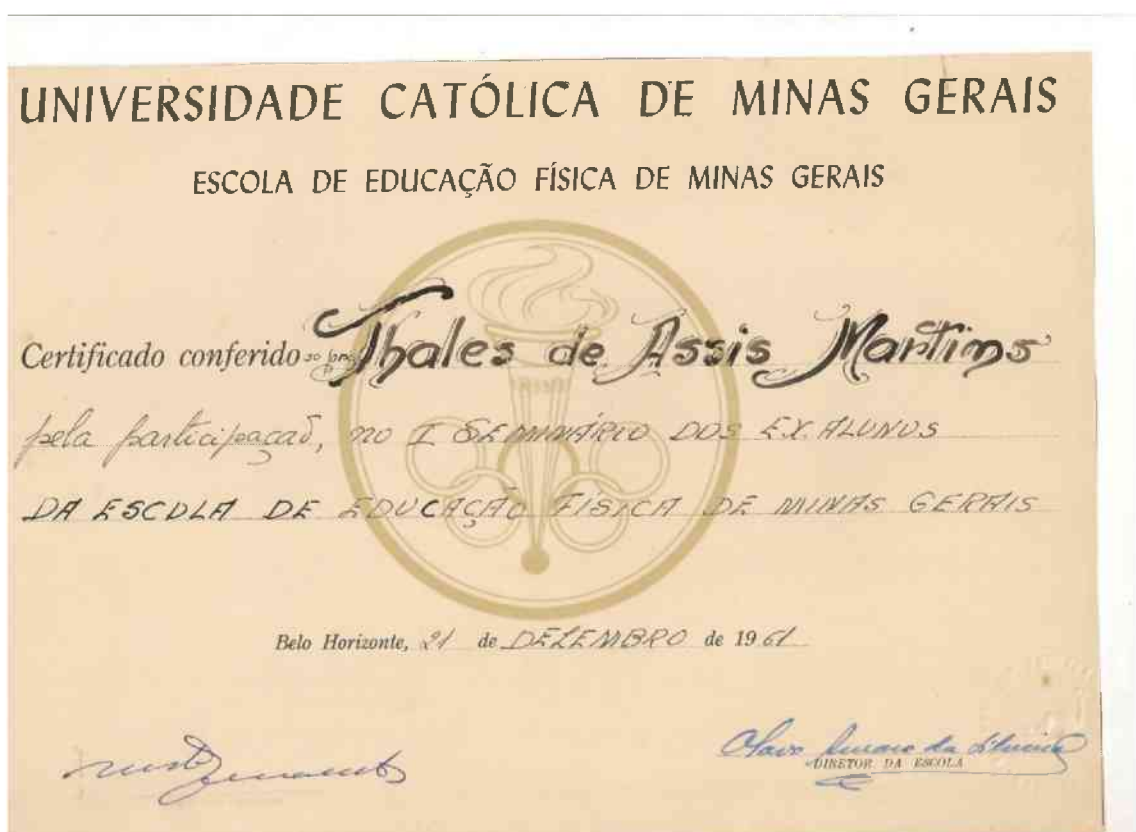 UNIVERSIDADE CATÓLICA DE MINAS GERAIS
ESCOLA DE EDUCAÇÃO FÍSICA DE MINAS GERAIS
Certificado conferido ao Thales de Assis Martins
pela participação, no I SEMINÁRIO DOS EX. ALUNOS
DA ESCOLA DE EDUCAÇÃO FÍSICA DE MINAS GERAIS
Belo Horizonte, 21 de DEZEMBRO de 1961
DIRETOR DA ESCOLA